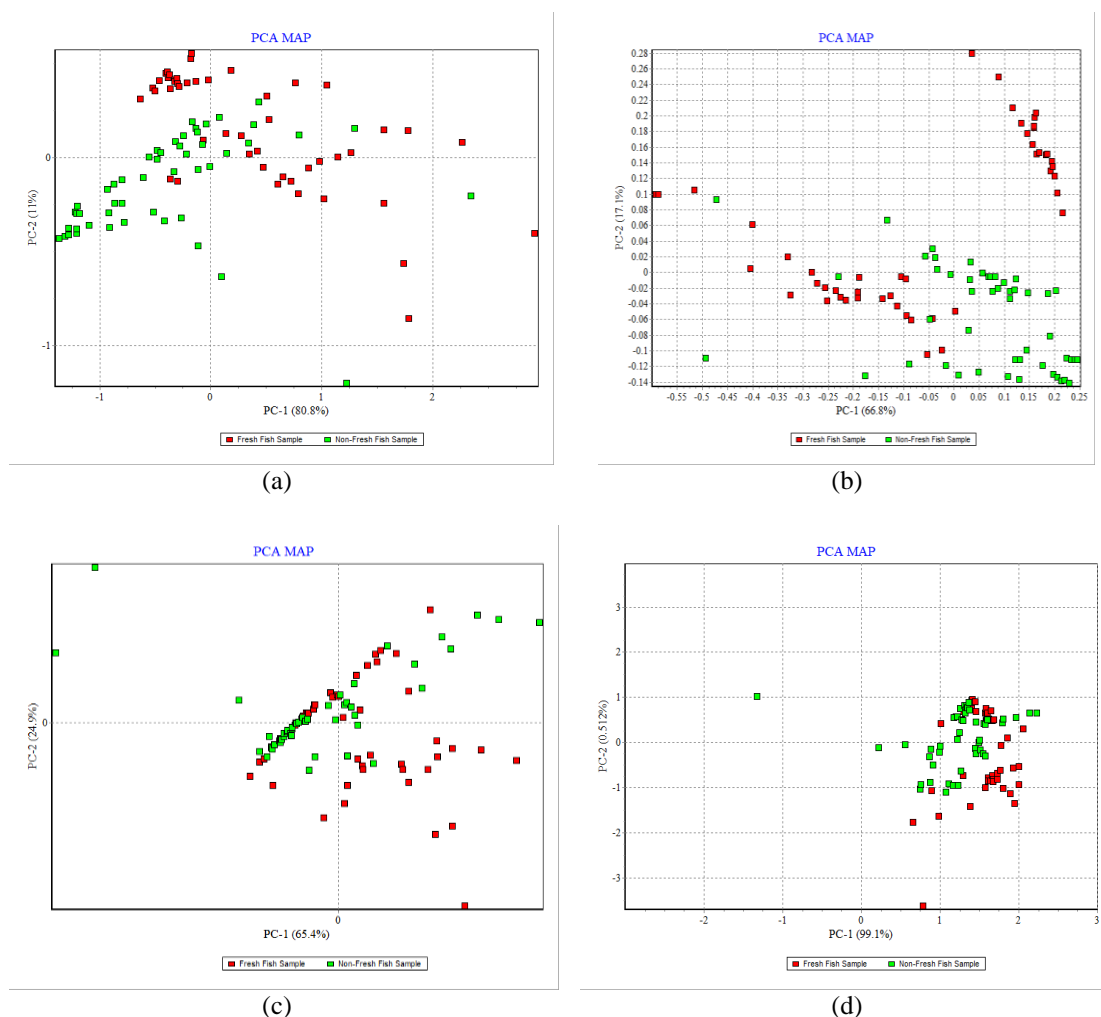 PCA MAP
PC-2 (11%)
0
-1
-1 0 1 2
PC-1 (80.8%)
Fresh Fish Sample Non-Fresh Fish Sample
(a)
PCA MAP
PC-2 (17.1%)
0.28
0.26
0.24
0.22
0.2
0.18
0.16
0.14
0.12
0.1
0.08
0.06
0.04
0.02
0
-0.02
-0.04
-0.06
-0.08
-0.1
-0.12
-0.14
-0.55 -0.5 -0.45 -0.4 -0.35 -0.3 -0.25 -0.2 -0.15 -0.1 -0.05 0 0.05 0.1 0.15 0.2 0.25
PC-1 (66.8%)
Fresh Fish Sample Non-Fresh Fish Sample
(b)
PCA MAP
PC-2 (24.9%)
0
0
PC-1 (65.4%)
Fresh Fish Sample Non-Fresh Fish Sample
(c)
PCA MAP
PC-2 (0.512%)
3
2
1
0
-1
-2
-3
-2 -1 0 1 2 3
PC-1 (99.1%)
Fresh Fish Sample Non-Fresh Fish Sample
(d)